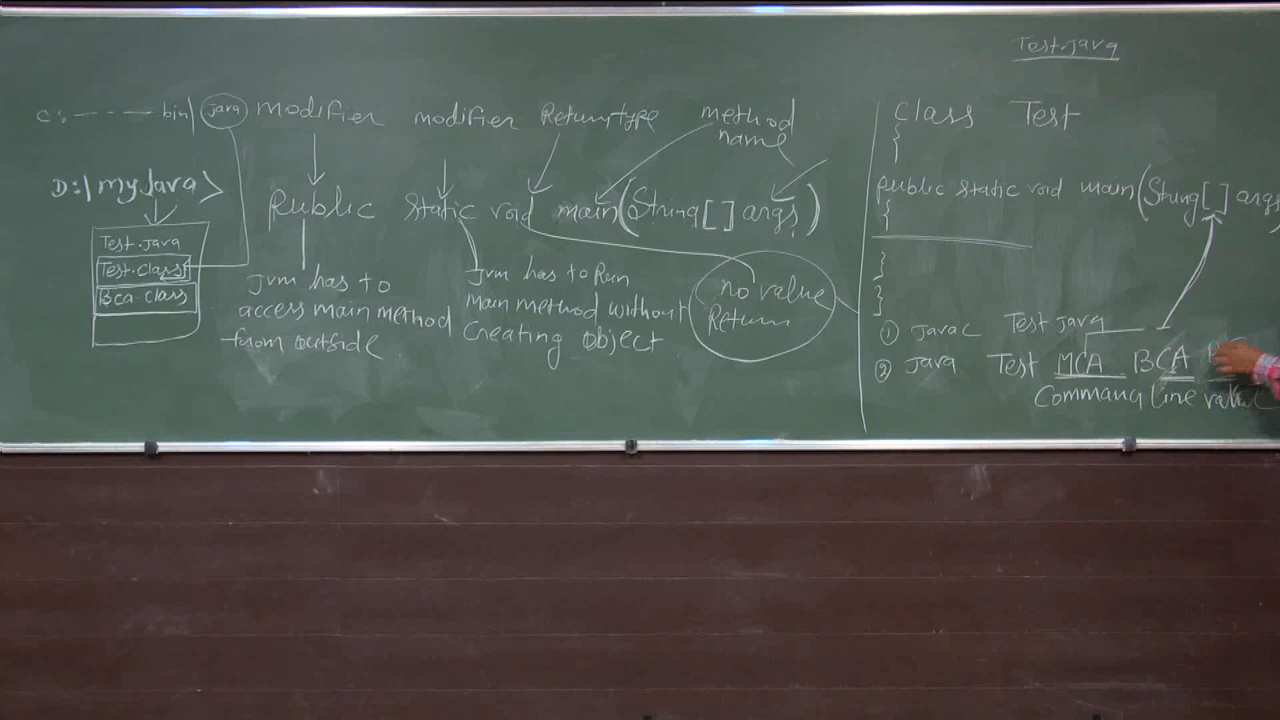 Test.java
c:----- bin\ java modifier modifier Returntype method name
D:\myJava>
Public static void main(String[] args)
Test.java
Test.class
Bca.class
Jvm has to
access main method
from outside
Jvm has to Run
Main method without
Creating object
no value
Return
Class Test
{
public static void main(String[] args
{
}
}
① Javac Test.java
② Java Test MCA BCA
Command line value